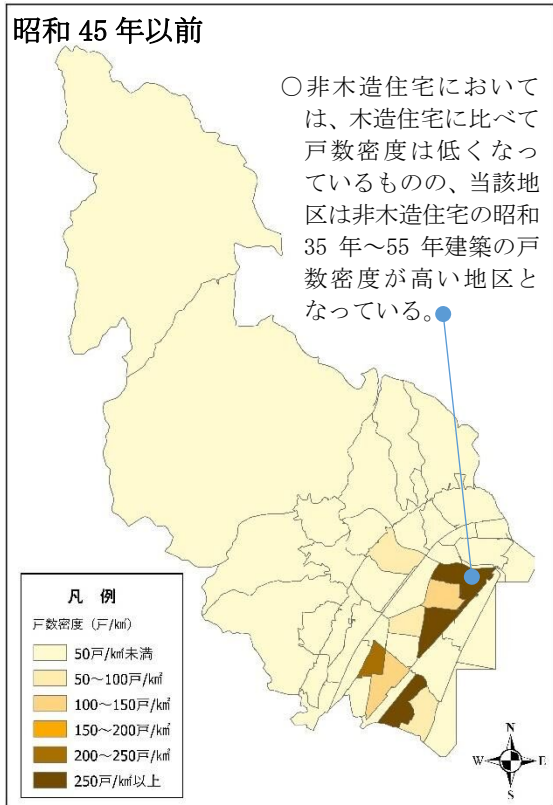 昭和 45 年以前
○非木造住宅において
は、木造住宅に比べて
戸数密度は低くなっ
ているものの、当該地
区は非木造住宅の昭和
35 年～55 年建築の戸
数密度が高い地区と
なっている。
凡 例
戸数密度（戸/㎢）
50戸/㎢未満
50～100戸/㎢
100～150戸/㎢
150～200戸/㎢
200～250戸/㎢
250戸/㎢以上
N
W E
S